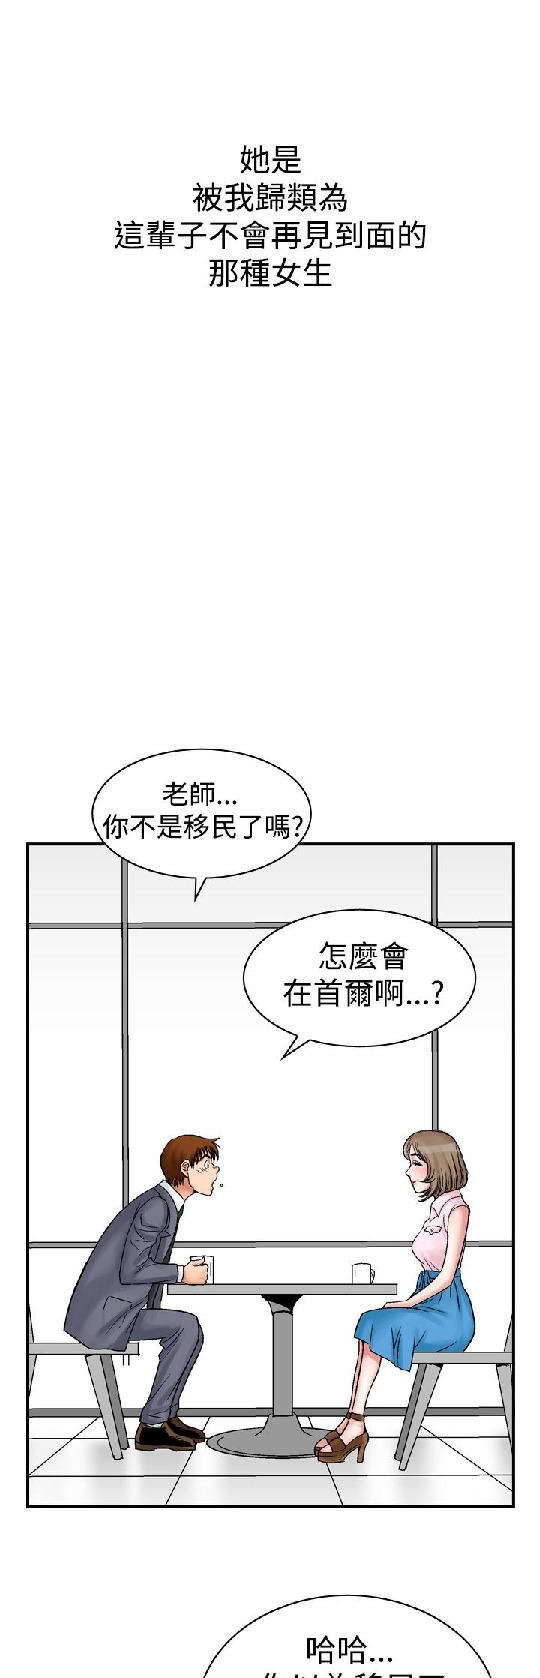 她是
被我歸類為
這輩子不會再見到面的
那種女生
老師...
你不是移民了嗎?
怎麼會
在首爾啊...?
哈哈...